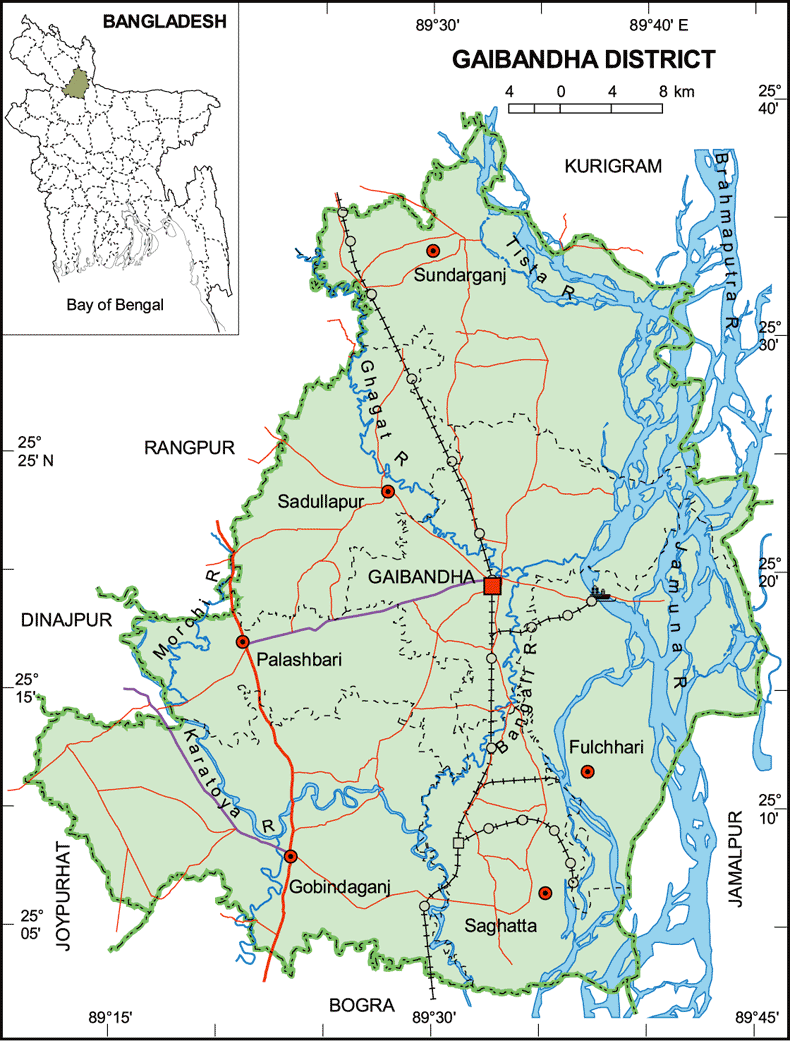 89°30'
89°40' E
BANGLADESH
GAIBANDHA DISTRICT
4 0 4 8 km
25°
40'
KURIGRAM
Brahmaputra R
Tista R
Sundarganj
Bay of Bengal
25°
30'
Ghagat R
25°
25' N
RANGPUR
Sadullapur
GAIBANDHA
25°
20'
Jamuna R
Morchi R
DINAJPUR
Palashbari
Bangali R
25°
15'
Karatoya R
Fulchhari
25°
10'
JAMALPUR
JOYPURHAT
Gobindaganj
25°
05'
Saghatta
BOGRA
89°15'
89°30'
89°45'